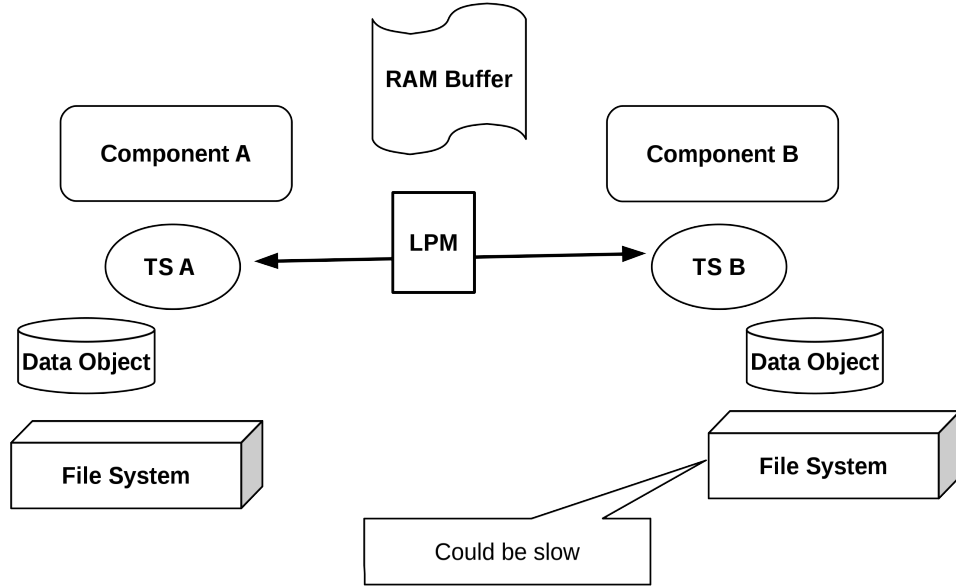 RAM Buffer
Component A
Component B
LPM
TS A
TS B
Data Object
Data Object
File System
File System
Could be slow